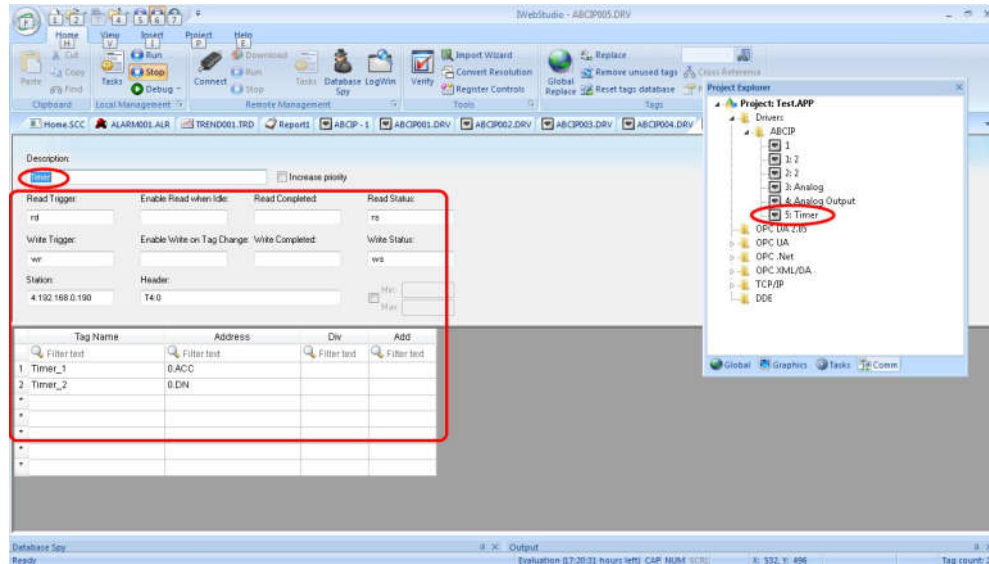 IWebStudio - ABCIP005.DRV
Home View Insert Project Help
H V I P E
Cut Run Download Import Wizard Replace
Copy Stop Run Convert Resolution Remove unused tags Cross Reference
Paste Find Tasks Debug Connect Stop Tasks Database Spy LogWin Verify Register Controls Global Replace Reset tags database
Clipboard Local Management Remote Management Tools Tags
Home.SCC ALARM001.ALR TREND001.TRD Report1 ABCIP - 1 ABCIP001.DRV ABCIP002.DRV ABCIP003.DRV ABCIP004.DRV
Description:
Timer Increase priority
Read Trigger: Enable Read when Idle: Read Completed: Read Status:
rd rs
Write Trigger: Enable Write on Tag Change: Write Completed: Write Status:
wr ws
Station: Header:
4:192.168.0.190 T4:0
Min:
Max:
Tag Name Address Div Add
Filter text Filter text Filter text Filter text
1 Timer_1 0.ACC
2 Timer_2 0.DN
*
*
*
*
*
Project Explorer
Project: Test.APP
Drivers
ABCIP
1
1: 2
2: 2
3: Analog
4: Analog Output
5: Timer
OPC DA 2.05
OPC UA
OPC .Net
OPC XML/DA
TCP/IP
DDE
Global Graphics Tasks Comm
Database Spy Output
Ready Evaluation (17:20:31 hours left) CAP NUM SCRL X: 532, Y: 496 Tag count: